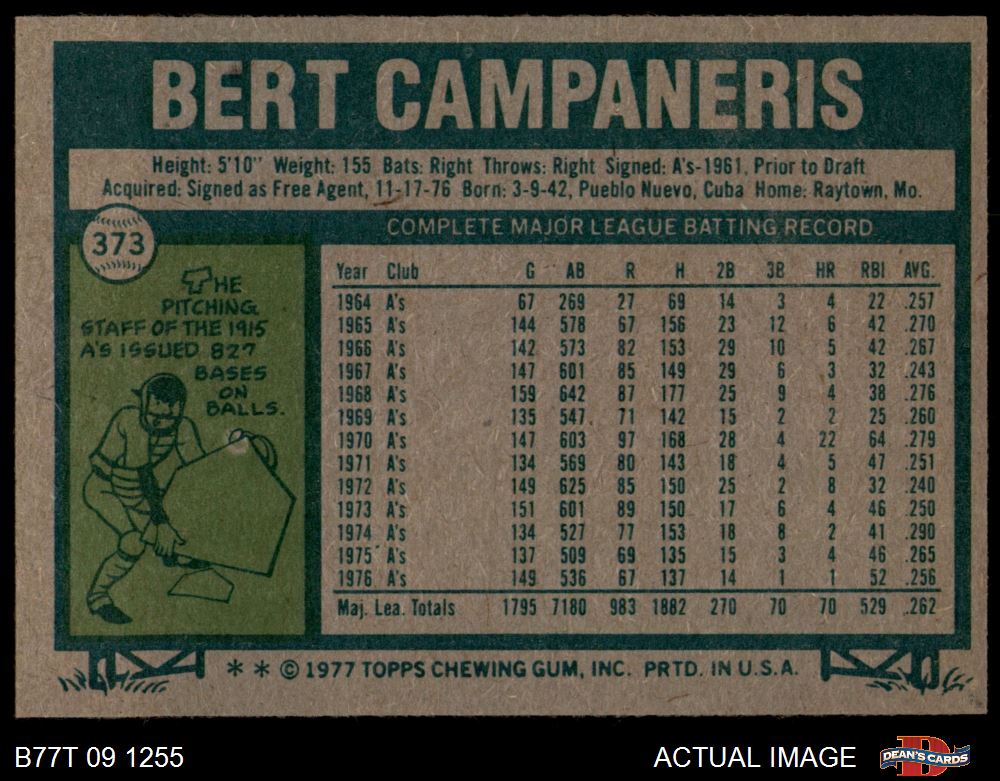 BERT CAMPANERIS
Height: 5'10" Weight: 155 Bats: Right Throws: Right Signed: A's-1961, Prior to Draft
Acquired: Signed as Free Agent, 11-17-76 Born: 3-9-42, Pueblo Nuevo, Cuba Home: Raytown, Mo.
373
THE
PITCHING
STAFF OF THE 1915
A'S ISSUED 827
BASES
ON
BALLS.
COMPLETE MAJOR LEAGUE BATTING RECORD
Year Club G AB R H 2B 3B HR RBI AVG.
1964 A's 67 269 27 69 14 3 4 22 .257
1965 A's 144 578 67 156 23 12 6 42 .270
1966 A's 142 573 82 153 29 10 5 42 .267
1967 A's 147 601 85 149 29 6 3 32 .243
1968 A's 159 642 87 177 25 9 4 38 .276
1969 A's 135 547 71 142 15 2 2 25 .260
1970 A's 147 603 97 168 28 4 22 64 .279
1971 A's 134 569 80 143 18 4 5 47 .251
1972 A's 149 625 85 150 25 2 8 32 .240
1973 A's 151 601 89 150 17 6 4 46 .250
1974 A's 134 527 77 153 18 8 2 41 .290
1975 A's 137 509 69 135 15 3 4 46 .265
1976 A's 149 536 67 137 14 1 1 52 .256
Maj. Lea. Totals 1795 7180 983 1882 270 70 70 529 .262
* * © 1977 TOPPS CHEWING GUM, INC. PRTD. IN U.S.A.
B77T 09 1255
ACTUAL IMAGE
DEAN'S CARDS